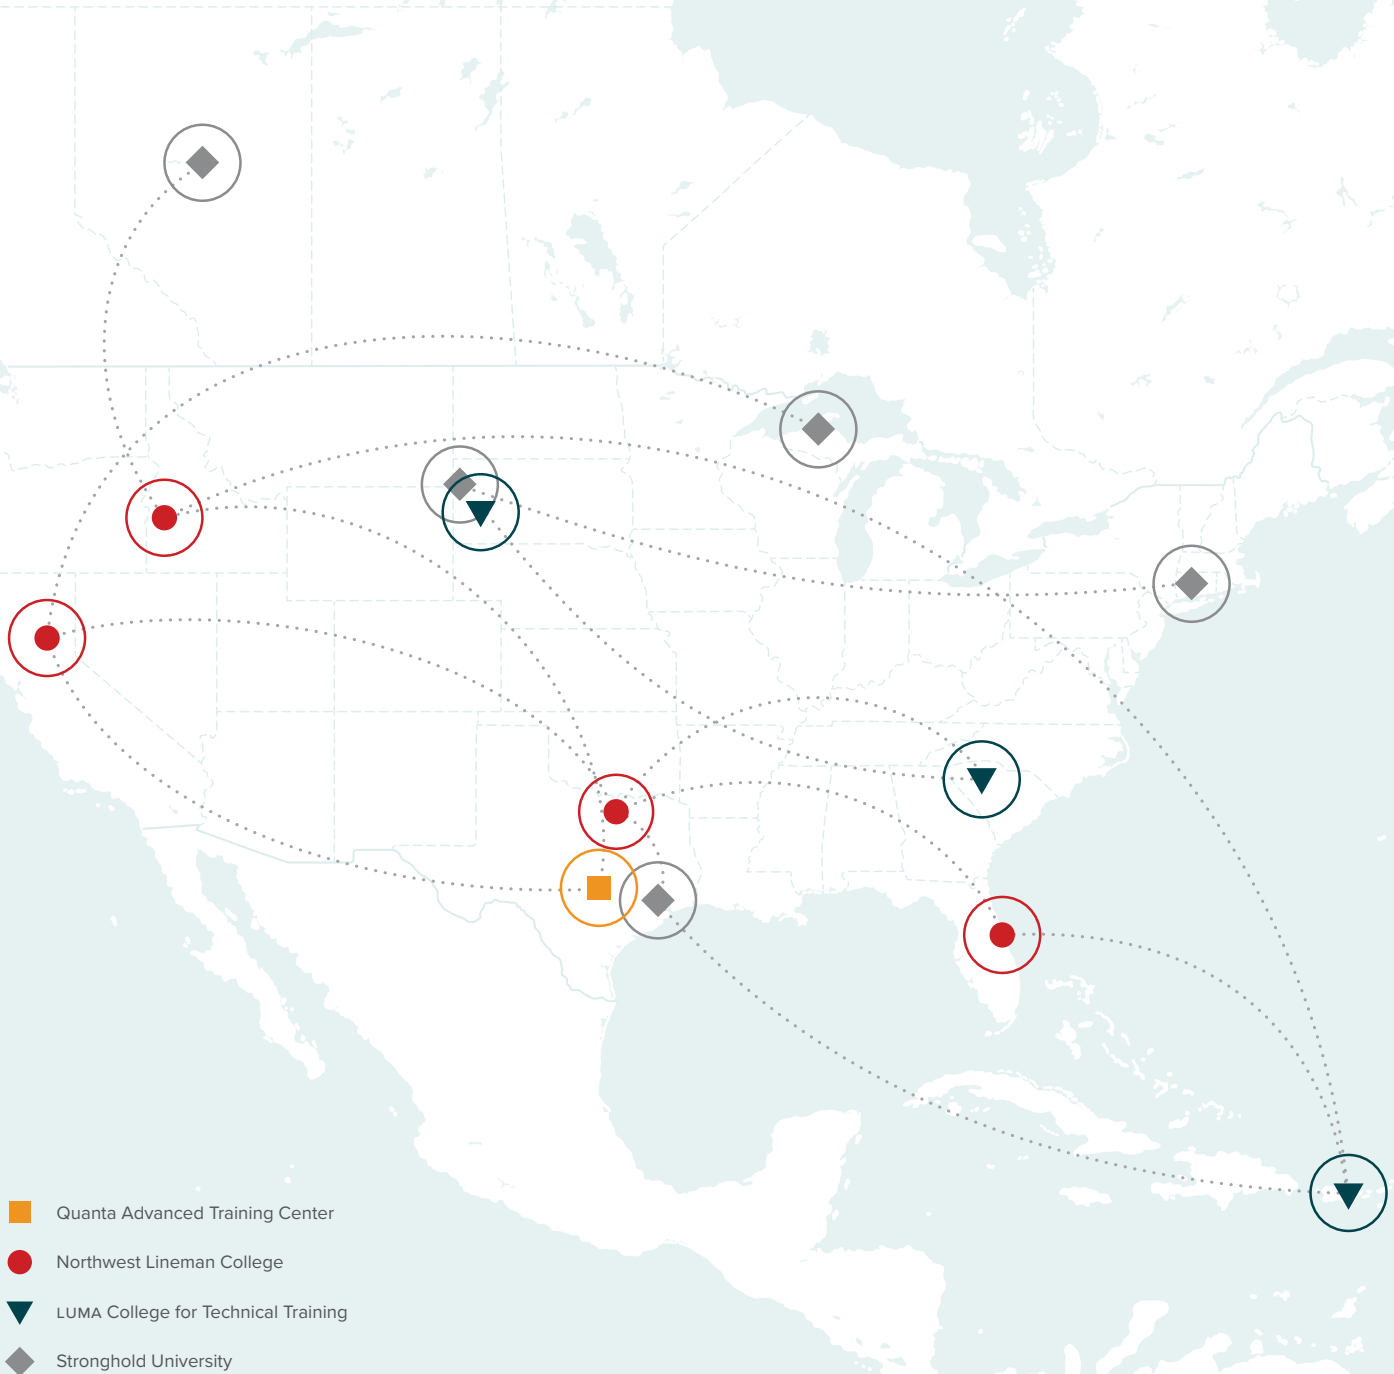 Quanta Advanced Training Center
Northwest Lineman College
LUMA College for Technical Training
Stronghold University